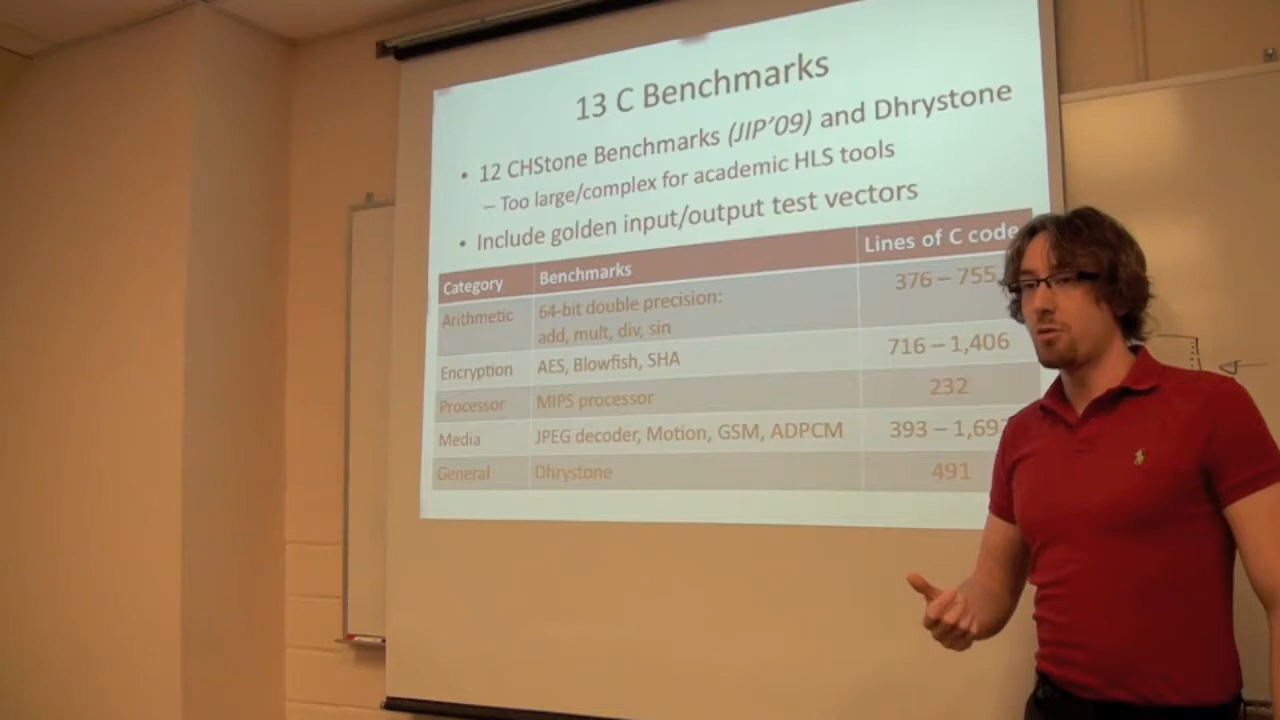 13 C Benchmarks
• 12 CHStone Benchmarks (JIP'09) and Dhrystone
– Too large/complex for academic HLS tools
• Include golden input/output test vectors
Category Benchmarks Lines of C code
Arithmetic 64-bit double precision: 376 – 755
add, mult, div, sin
Encryption AES, Blowfish, SHA 716 – 1,406
Processor MIPS processor 232
Media JPEG decoder, Motion, GSM, ADPCM 393 – 1,69
General Dhrystone 491